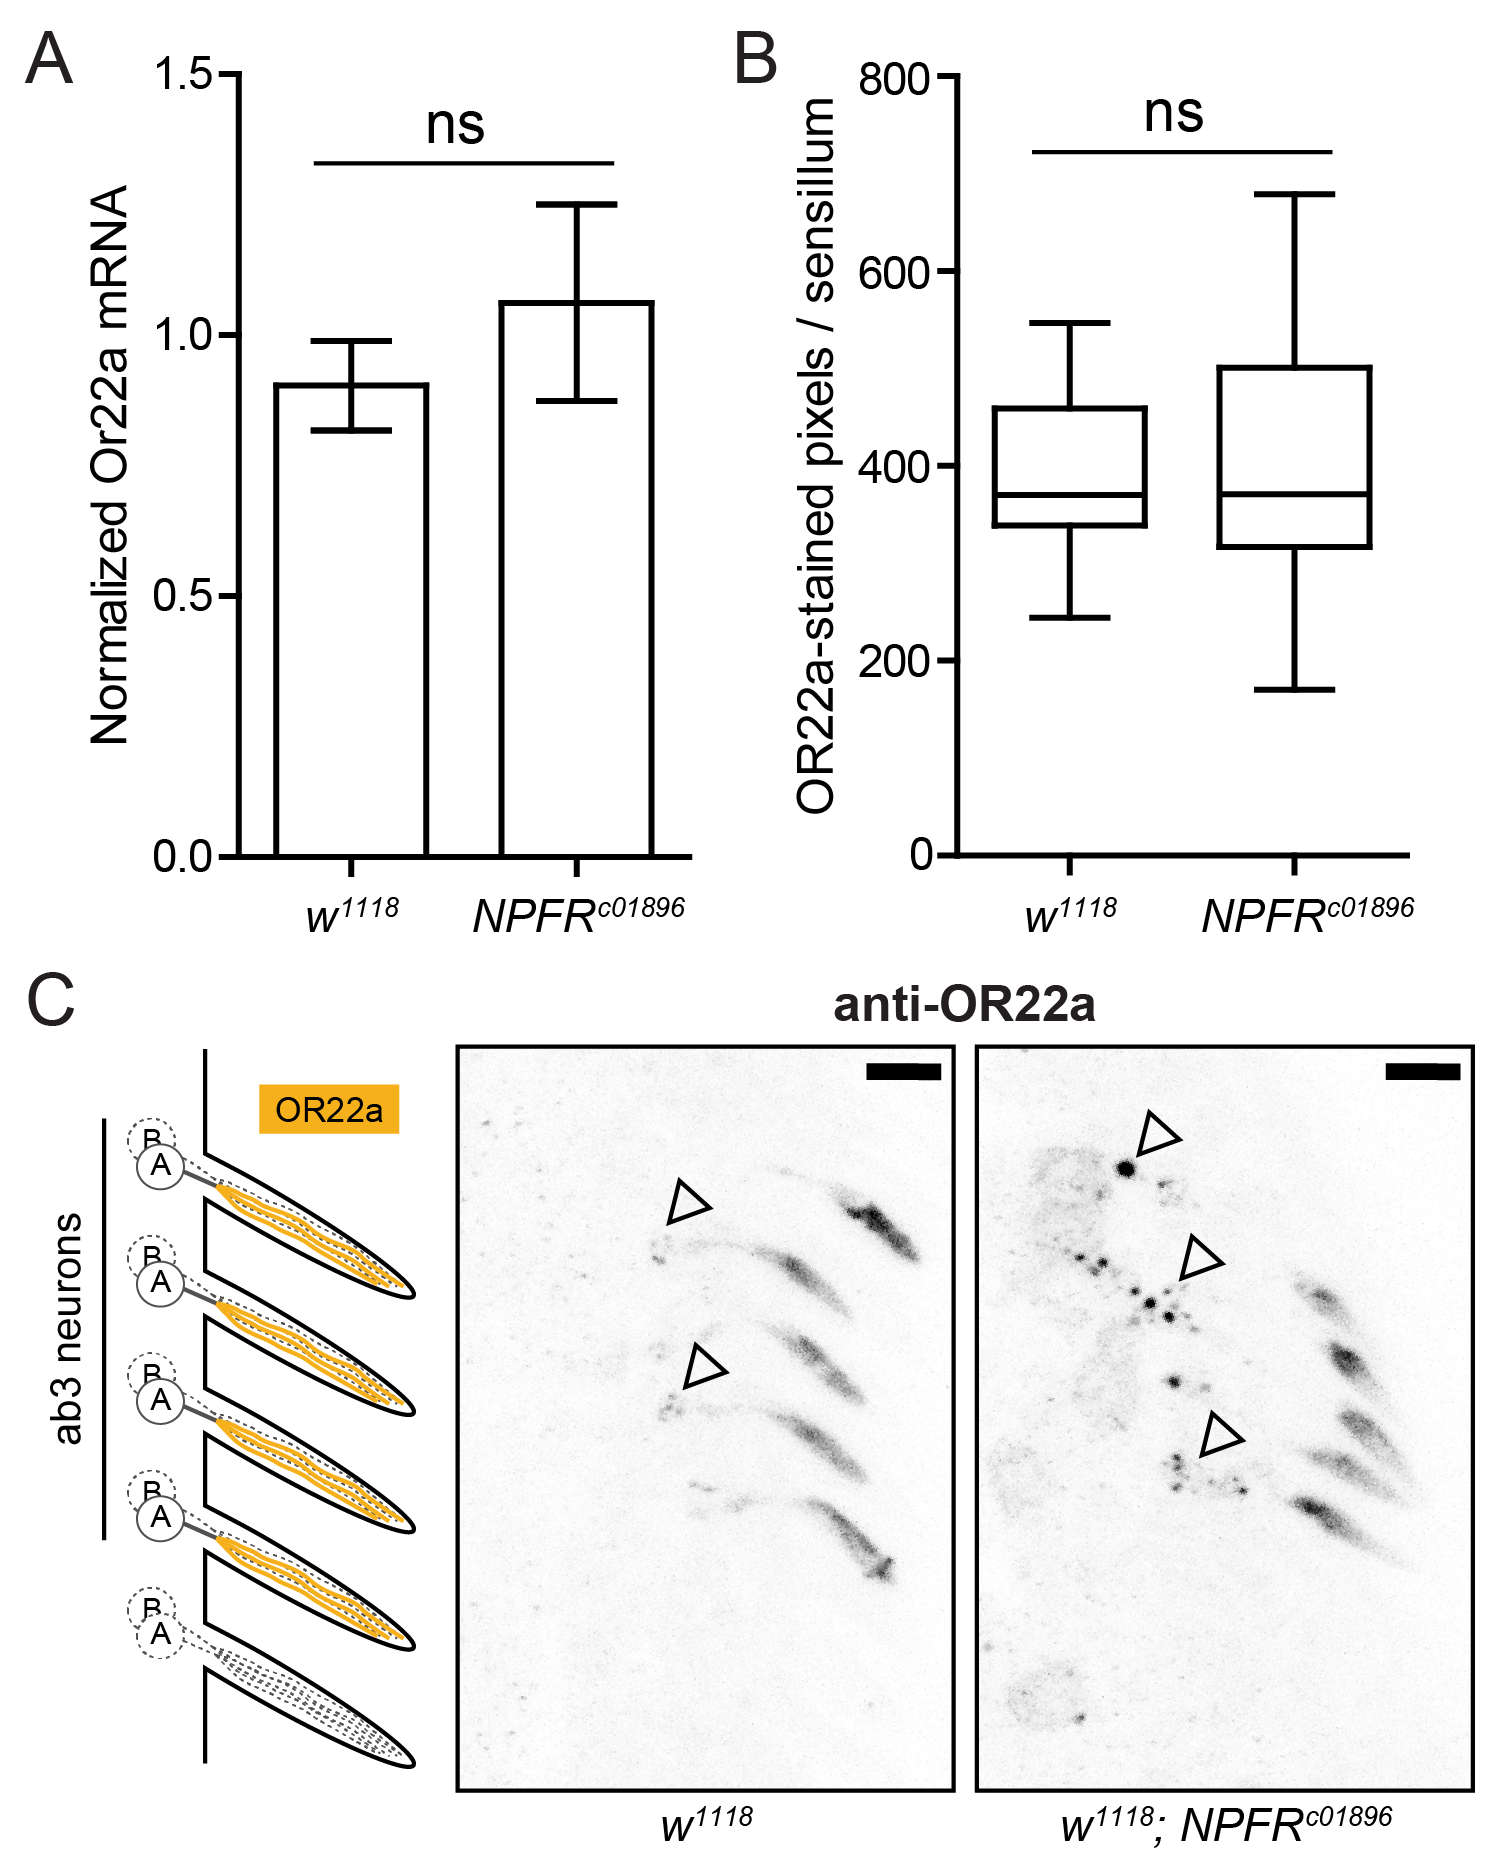 A
1.5
1.0
0.5
0.0
Normalized Or22a mRNA
ns
w1118
NPFRc01896
B
800
600
400
200
0
OR22a-stained pixels / sensillum
ns
w1118
NPFRc01896
C
anti-OR22a
OR22a
ab3 neurons
B
A
B
A
B
A
B
A
B
A
w1118
w1118; NPFRc01896